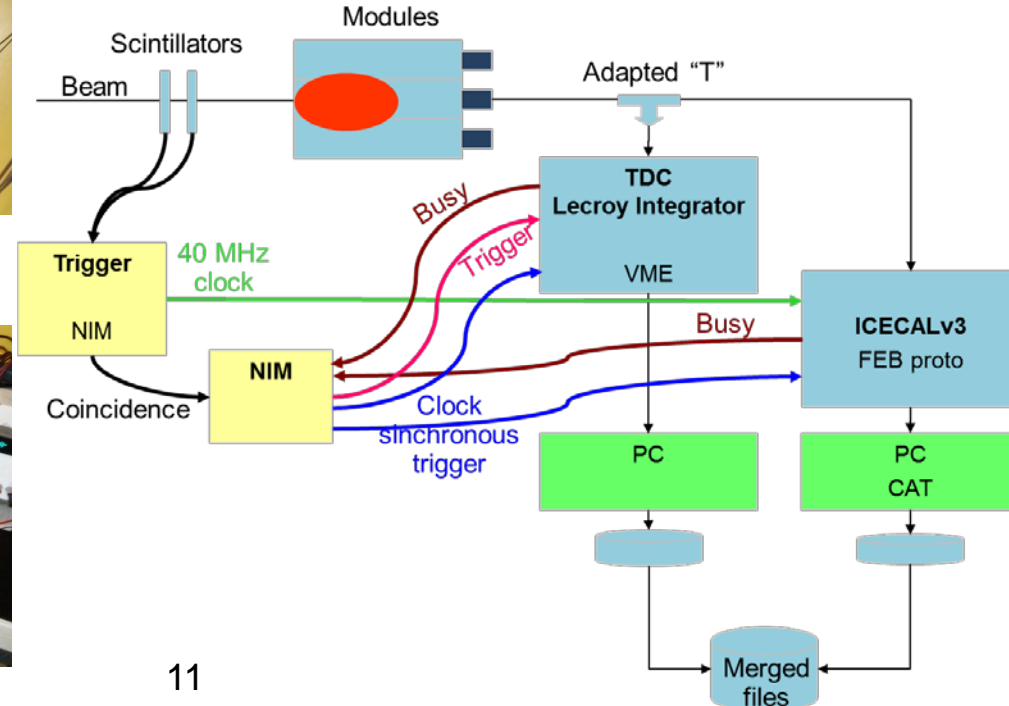 Modules
Scintillators
Beam
Adapted “T”
TDC
Lecroy Integrator
VME
Busy
Trigger
Trigger
NIM
40 MHz
clock
Busy
ICECALv3
FEB proto
NIM
Coincidence
Clock
sinchronous
trigger
PC
PC
CAT
Merged
files
11